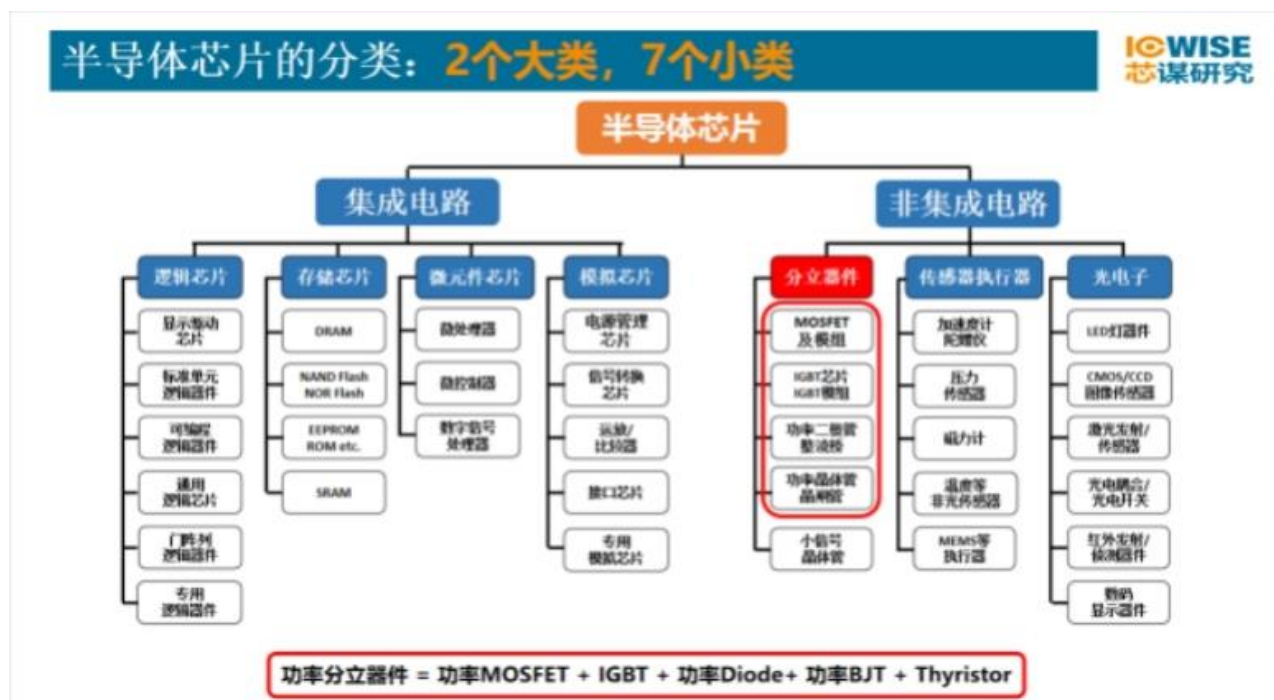 半导体芯片的分类：2个大类，7个小类
ICWISE
芯谋研究
半导体芯片
集成电路
非集成电路
逻辑芯片
显示驱动
芯片
标准单元
逻辑器件
可编程
逻辑器件
通用
逻辑芯片
门阵列
逻辑器件
专用
逻辑器件
存储芯片
DRAM
NAND Flash
NOR Flash
EEPROM
ROM etc.
SRAM
微元件芯片
微处理器
微控制器
数字信号
处理器
模拟芯片
电源管理
芯片
信号转换
芯片
运放/
比较器
接口芯片
专用
模拟芯片
分立器件
MOSFET
及模组
IGBT芯片
IGBT模组
功率二极管
整流桥
功率晶体管
晶闸管
小信号
晶体管
传感器执行器
加速度计
陀螺仪
压力
传感器
磁力计
温度等
非光传感器
MEMS等
执行器
光电子
LED灯器件
CMOS/CCD
图像传感器
激光发射/
传感器
光电耦合/
光电开关
红外发射/
侦测器件
数码
显示器件
功率分立器件 = 功率MOSFET + IGBT + 功率Diode+ 功率BJT + Thyristor